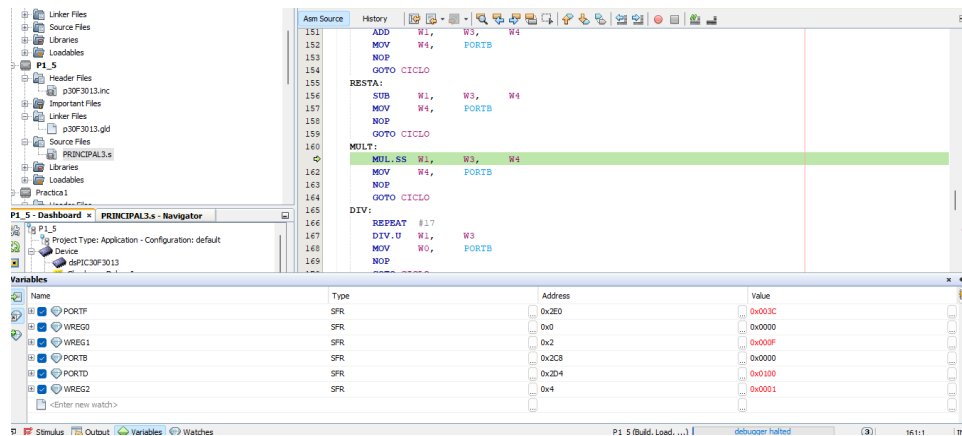 Linker Files
Source Files
Libraries
Loadables
P1_5
Header Files
p30F3013.inc
Important Files
Linker Files
p30F3013.gld
Source Files
PRINCIPAL3.s
Libraries
Loadables
Practica1
P1_5 - Dashboard × PRINCIPAL3.s - Navigator
P1_5
Project Type: Application - Configuration: default
Device
dsPIC30F3013
Asm Source History
151 ADD W1, W3, W4
152 MOV W4, PORTB
153 NOP
154 GOTO CICLO
155 RESTA:
156 SUB W1, W3, W4
157 MOV W4, PORTB
158 NOP
159 GOTO CICLO
160 MULT:
MUL.SS W1, W3, W4
162 MOV W4, PORTB
163 NOP
164 GOTO CICLO
165 DIV:
166 REPEAT #17
167 DIV.U W1, W3
168 MOV W0, PORTB
169 NOP
Variables
Name Type Address Value
PORTF SFR 0x2E0 0x003C
WREG0 SFR 0x0 0x0000
WREG1 SFR 0x2 0x000F
PORTB SFR 0x2C8 0x0000
PORTD SFR 0x2D4 0x0100
WREG2 SFR 0x4 0x0001
<Enter new watch>
Stimulus Output Variables Watches P1_5 (Build, Load, ...) debugger halted 3 161:1